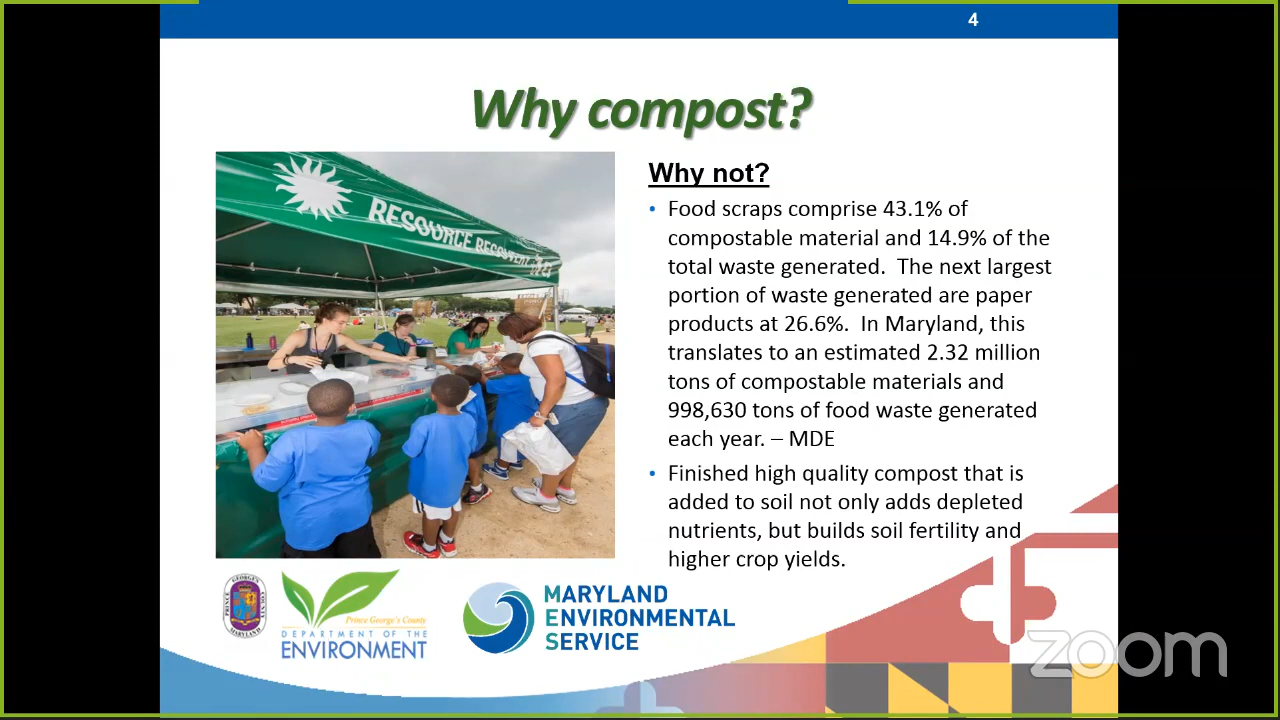 4
Why compost?
RESOURCE RECOVERY
Why not?
• Food scraps comprise 43.1% of
compostable material and 14.9% of the
total waste generated.  The next largest
portion of waste generated are paper
products at 26.6%.  In Maryland, this
translates to an estimated 2.32 million
tons of compostable materials and
998,630 tons of food waste generated
each year. – MDE
• Finished high quality compost that is
added to soil not only adds depleted
nutrients, but builds soil fertility and
higher crop yields.
PRINCE GEORGE'S COUNTY MARYLAND
Prince George's County
DEPARTMENT OF THE
ENVIRONMENT
MARYLAND
ENVIRONMENTAL
SERVICE
zoom